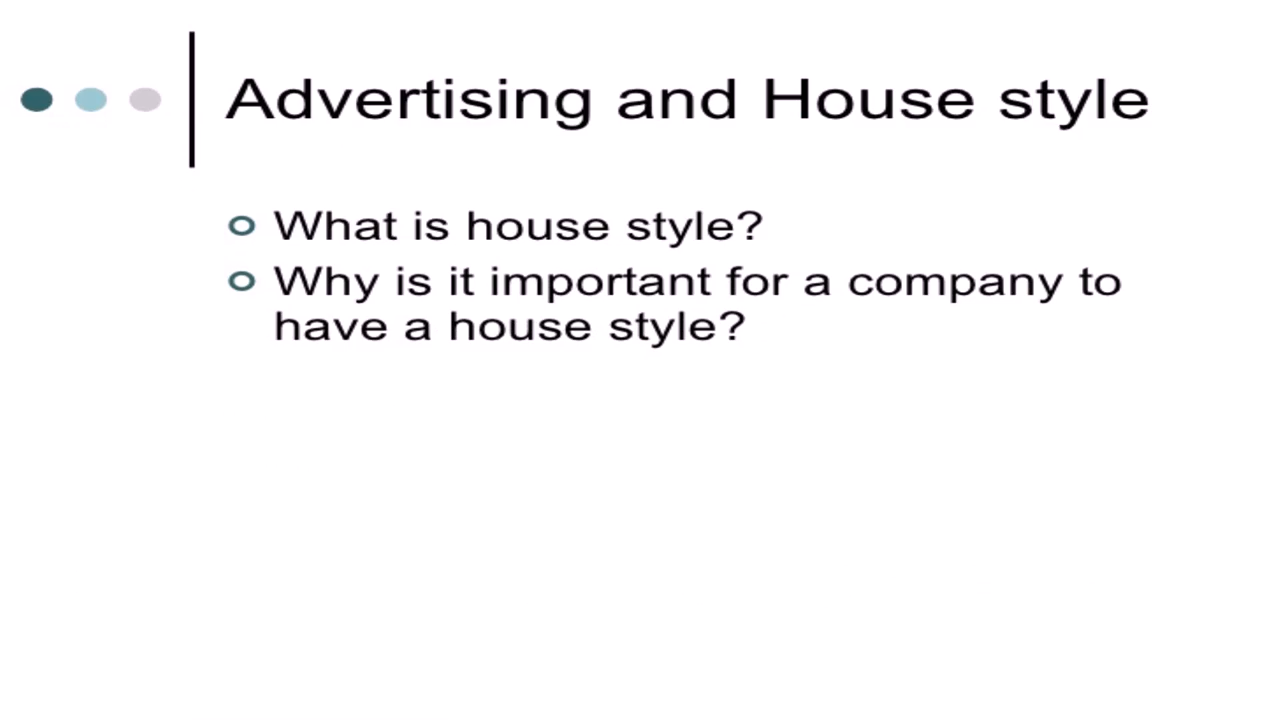 Advertising and House style
What is house style?
Why is it important for a company to
have a house style?